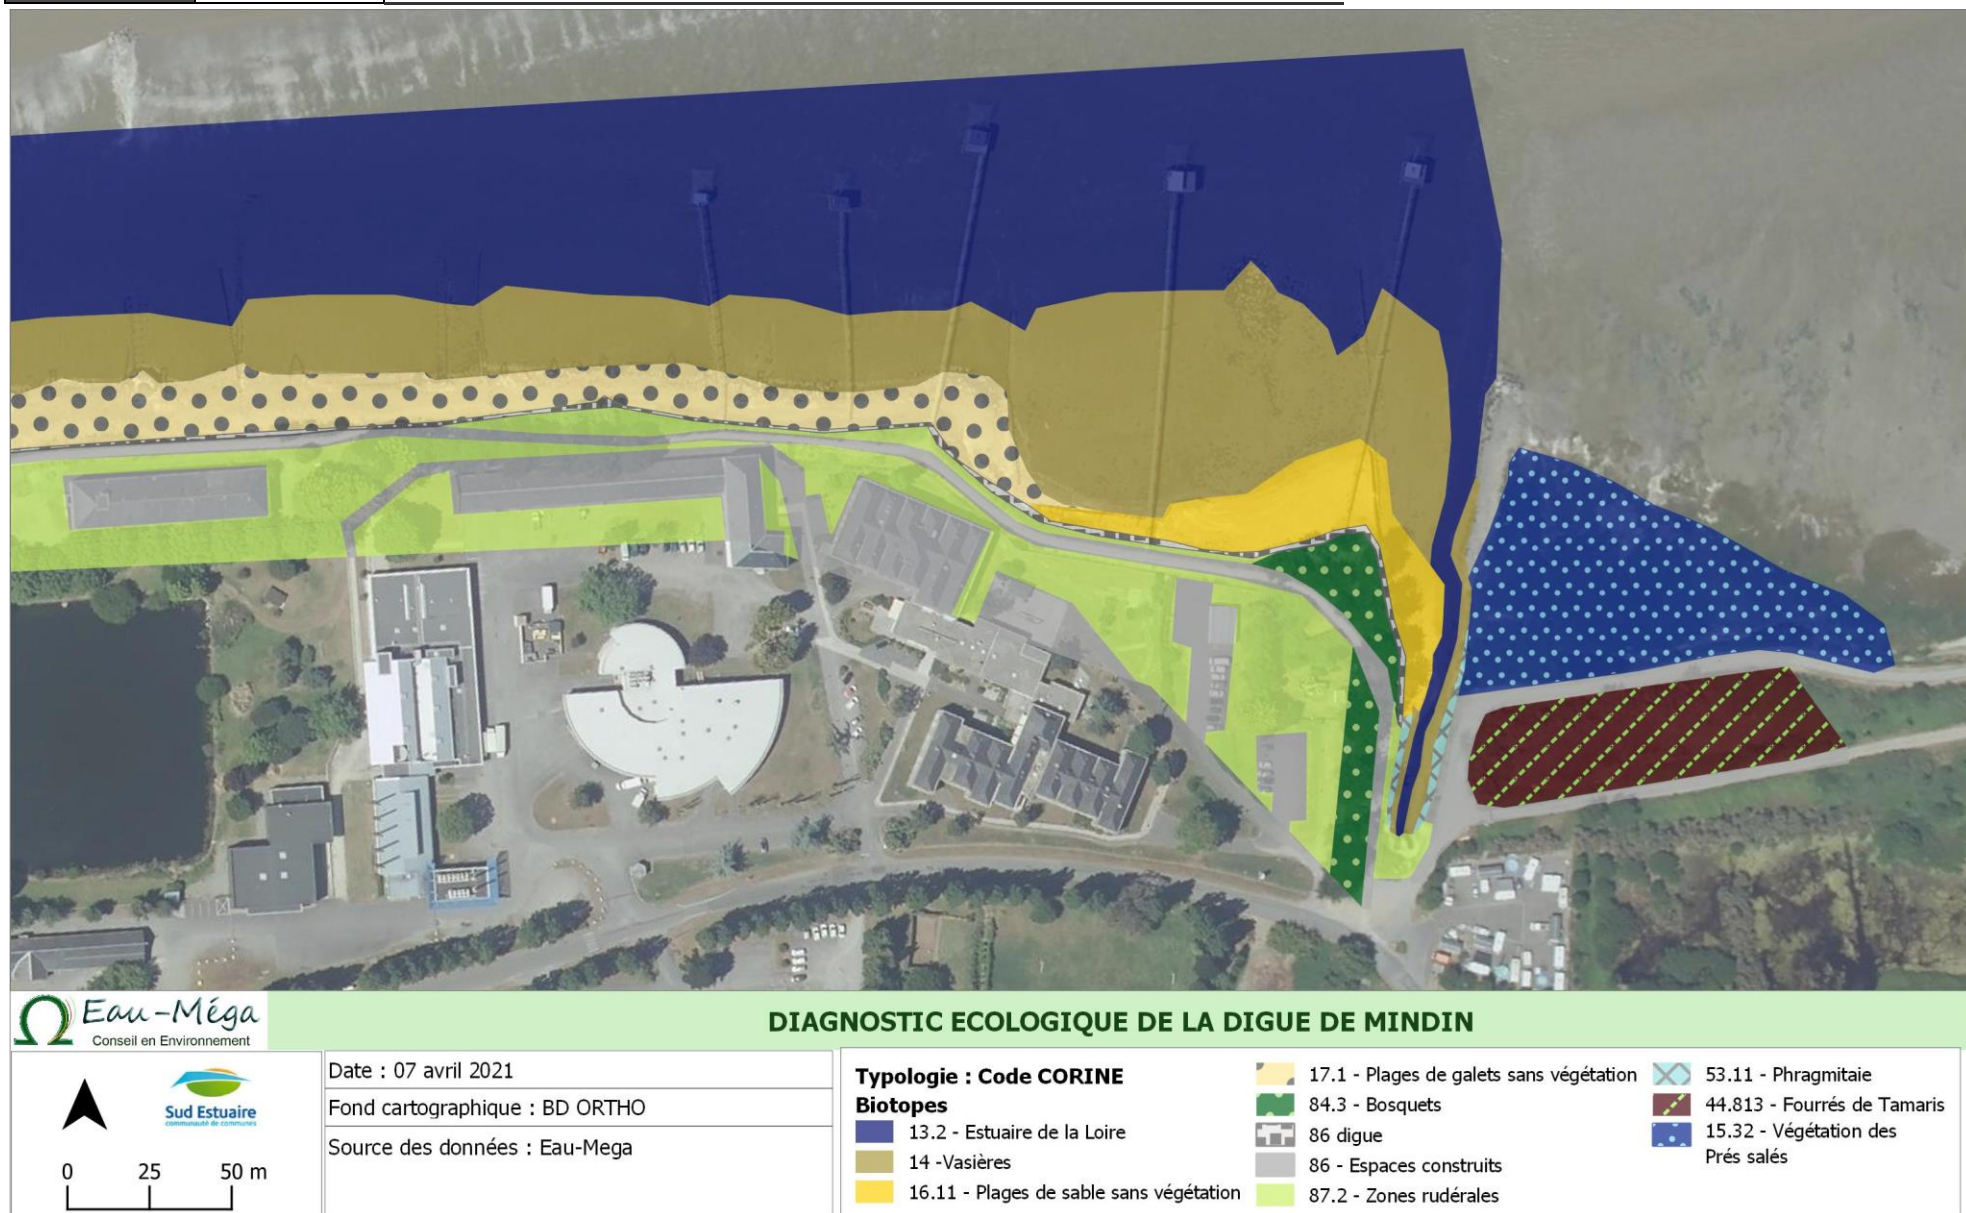 Eau-Méga
Conseil en Environnement
DIAGNOSTIC ECOLOGIQUE DE LA DIGUE DE MINDIN
Sud Estuaire
communauté de communes
0 25 50 m
Date : 07 avril 2021
Fond cartographique : BD ORTHO
Source des données : Eau-Mega
Typologie : Code CORINE
Biotopes
13.2 - Estuaire de la Loire
14 -Vasières
16.11 - Plages de sable sans végétation
17.1 - Plages de galets sans végétation
84.3 - Bosquets
86 digue
86 - Espaces construits
87.2 - Zones rudérales
53.11 - Phragmitaie
44.813 - Fourrés de Tamaris
15.32 - Végétation des
Prés salés